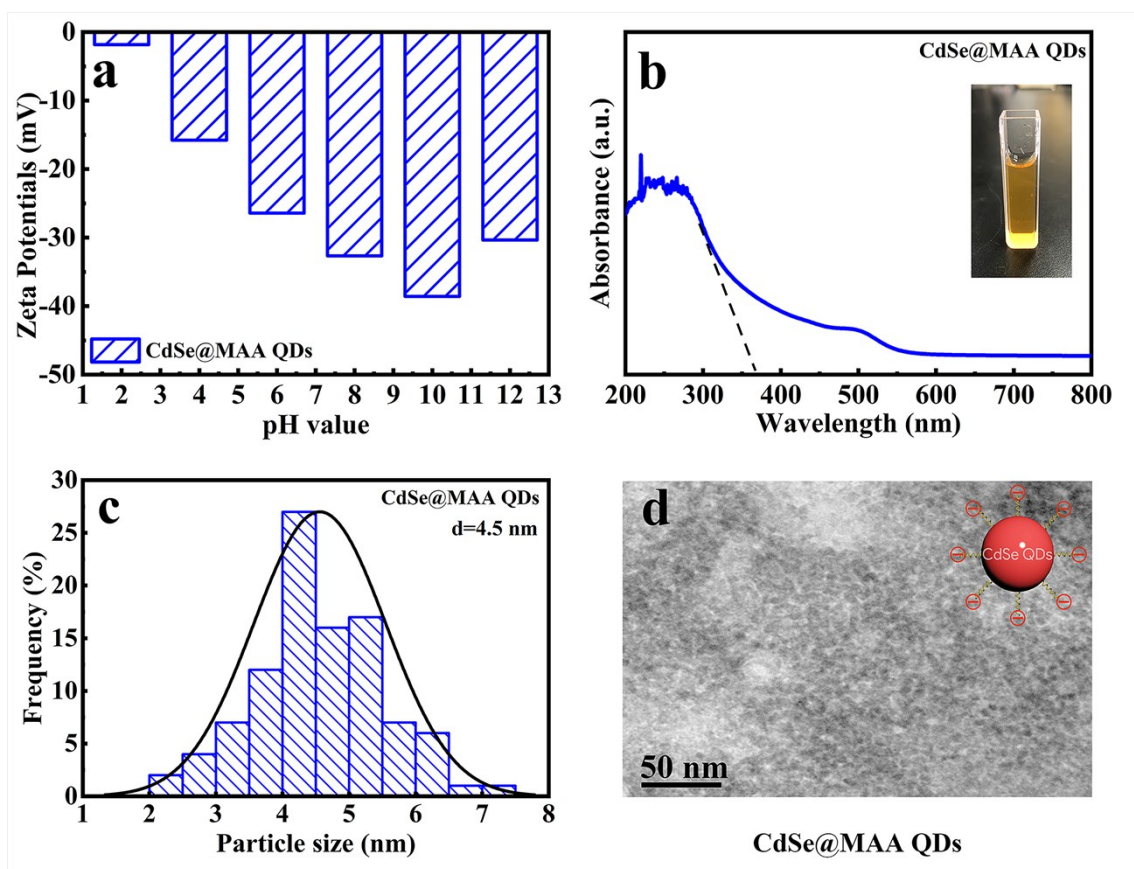 a
0
-10
-20
-30
-40
-50
Zeta Potentials (mV)
CdSe@MAA QDs
1 2 3 4 5 6 7 8 9 10 11 12 13
pH value
b
CdSe@MAA QDs
Absorbance (a.u.)
200 300 400 500 600 700 800
Wavelength (nm)
c
CdSe@MAA QDs
d=4.5 nm
30
25
20
15
10
5
0
Frequency (%)
1 2 3 4 5 6 7 8
Particle size (nm)
d
CdSe QDs
50 nm
CdSe@MAA QDs